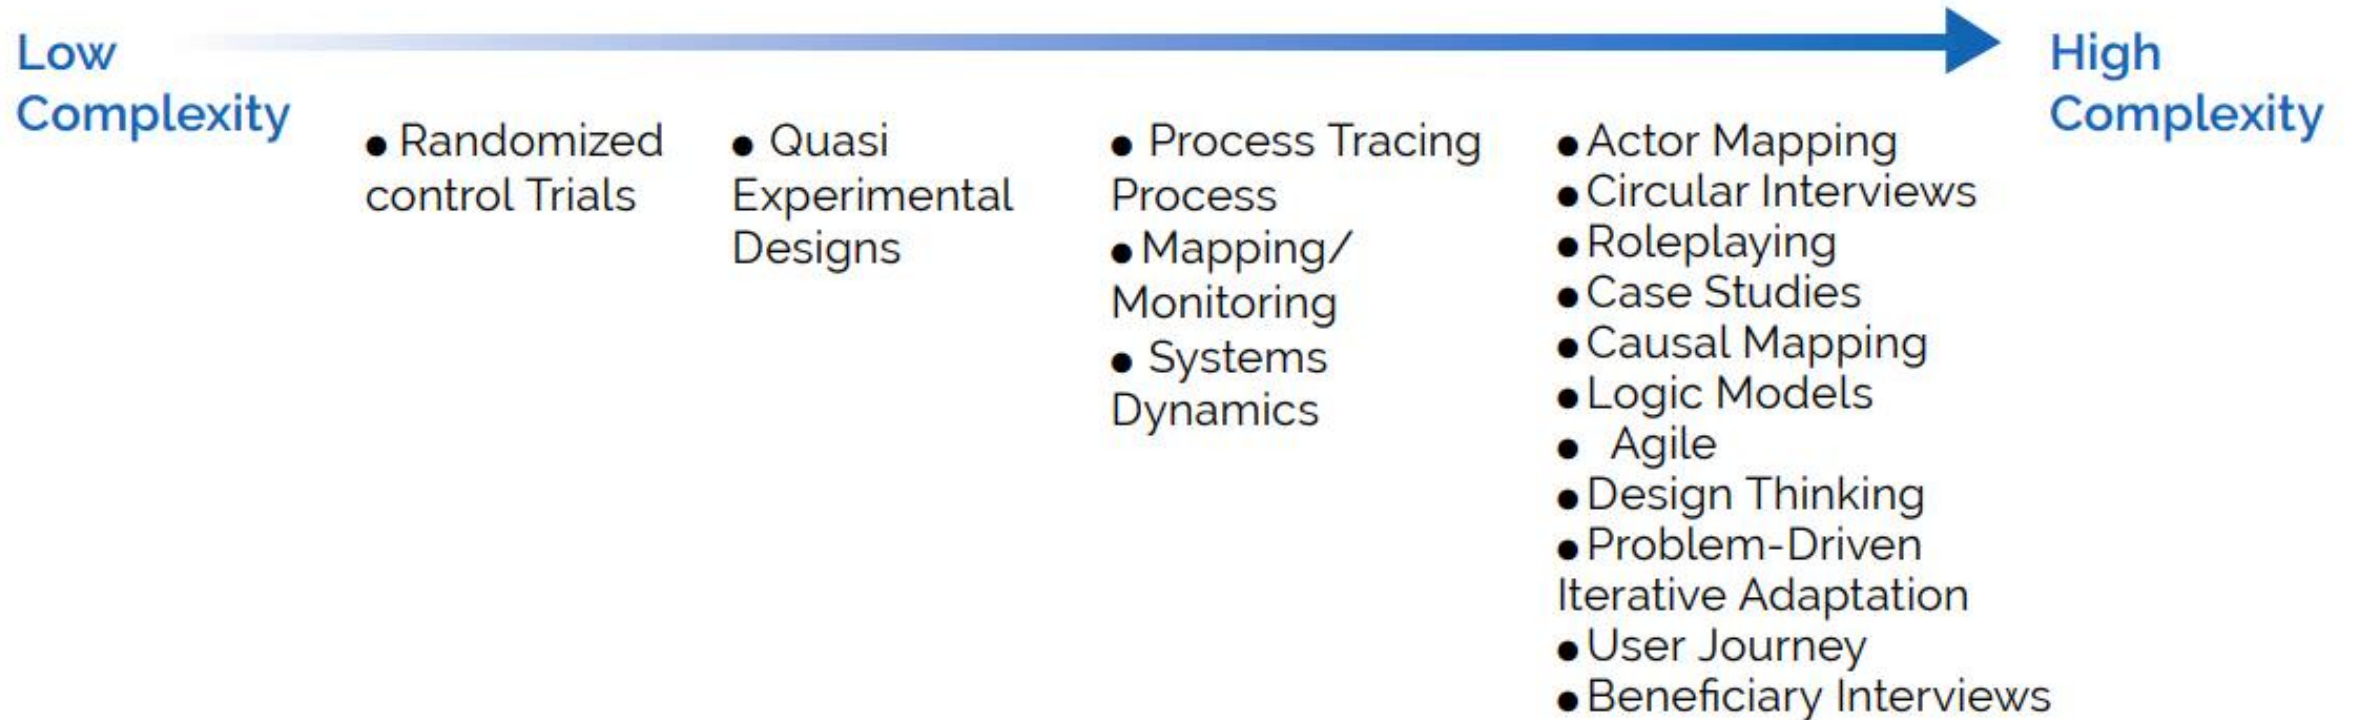 Low
Complexity
High
Complexity
● Randomized
control Trials
● Quasi
Experimental
Designs
● Process Tracing
Process
● Mapping/
Monitoring
● Systems
Dynamics
● Actor Mapping
● Circular Interviews
● Roleplaying
● Case Studies
● Causal Mapping
● Logic Models
● Agile
● Design Thinking
● Problem-Driven
Iterative Adaptation
● User Journey
● Beneficiary Interviews